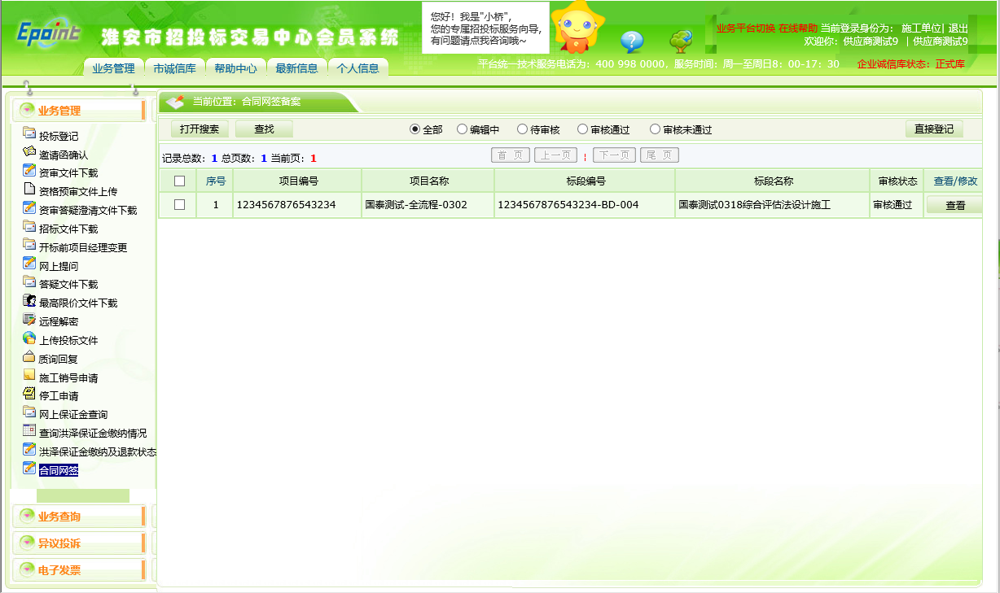 Epoint
淮安市招投标交易中心会员系统
您好！我是"小桥",
您的专属招投标服务向导,
有问题请点我咨询哦~
业务平台切换 在线帮助 当前登录身份为： 施工单位| 退出
欢迎你: 供应商测试9 | 供应商测试9
平台统一技术服务电话为：400 998 0000，服务时间：周一至周日8：00-17：30 企业诚信库状态：正式库
业务管理 市诚信库 帮助中心 最新信息 个人信息
业务管理
投标登记
邀请函确认
资审文件下载
资格预审文件上传
资审答疑澄清文件下载
招标文件下载
开标前项目经理变更
网上提问
答疑文件下载
最高限价文件下载
远程解密
上传投标文件
质询回复
施工销号申请
停工申请
网上保证金查询
查询洪泽保证金缴纳情况
洪泽保证金缴纳及退款状态
合同网签
业务查询
异议投诉
电子发票
当前位置：合同网签备案
打开搜索 查找 全部 编辑中 待审核 审核通过 审核未通过 直接登记
记录总数：1 总页数：1 当前页：1 首 页 上一页 下一页 尾 页
序号 项目编号 项目名称 标段编号 标段名称 审核状态 查看/修改
1 1234567876543234 国泰测试-全流程-0302 1234567876543234-BD-004 国泰测试0318综合评估法设计施工 审核通过 查看